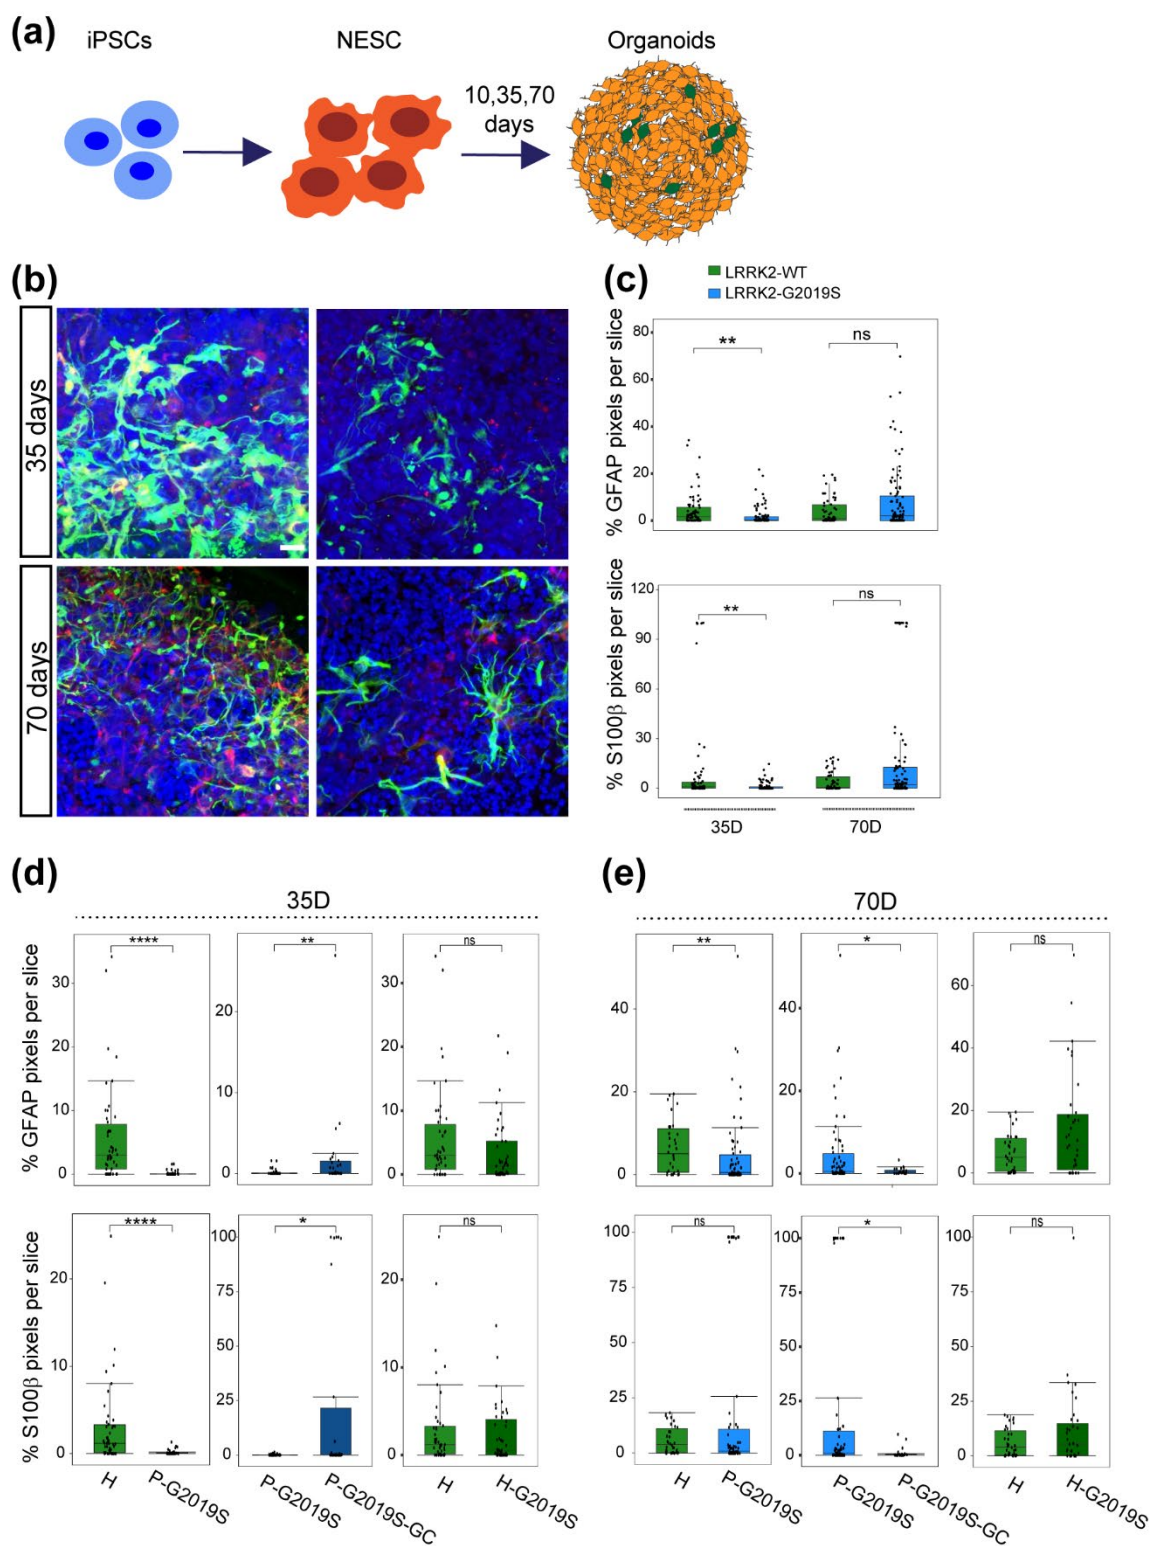 (a)
iPSCs
NESC
Organoids
10,35,70
days
(b)
35 days
70 days
(c)
LRRK2-WT
LRRK2-G2019S
% GFAP pixels per slice
80
60
40
20
0
**
ns
% S100β pixels per slice
120
90
60
30
0
**
ns
35D
70D
(d)
35D
% GFAP pixels per slice
30
20
10
0
****
20
10
0
**
30
20
10
0
ns
% S100β pixels per slice
20
10
0
****
100
75
50
25
0
*
20
10
0
ns
H
P-G2019S
P-G2019S
P-G2019S-GC
H
H-G2019S
(e)
70D
40
20
0
**
40
20
0
*
60
40
20
0
ns
100
75
50
25
0
ns
100
75
50
25
0
*
100
75
50
25
0
ns
H
P-G2019S
P-G2019S
P-G2019S-GC
H
H-G2019S